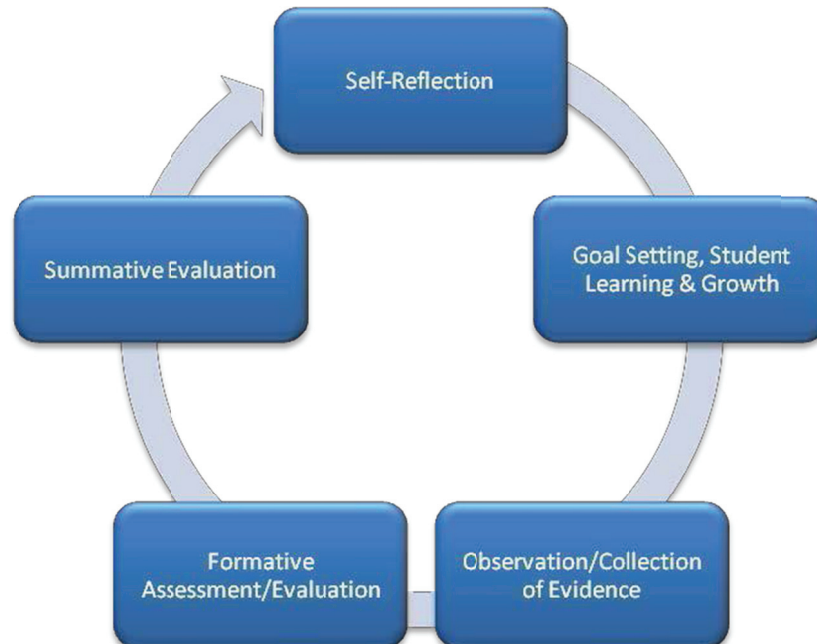 Self-Reflection
Goal Setting, Student
Learning & Growth
Observation/Collection
of Evidence
Formative
Assessment/Evaluation
Summative Evaluation